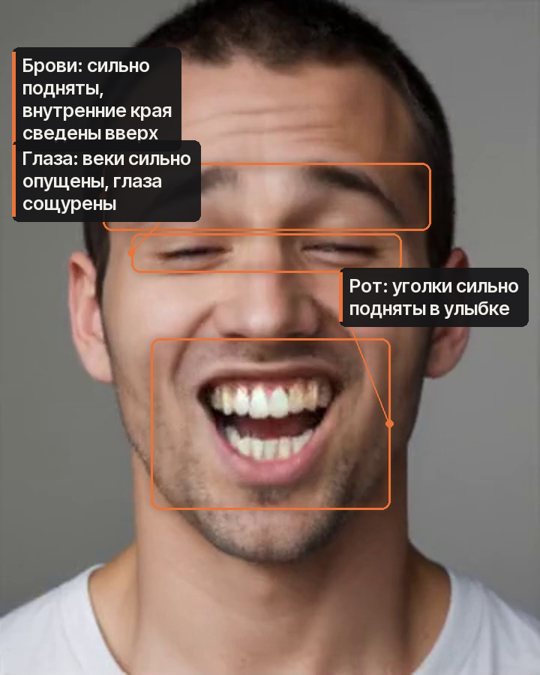 Брови: сильно
подняты,
внутренние края
сведены вверх
Глаза: веки сильно
опущены, глаза
сощурены
Рот: уголки сильно
подняты в улыбке